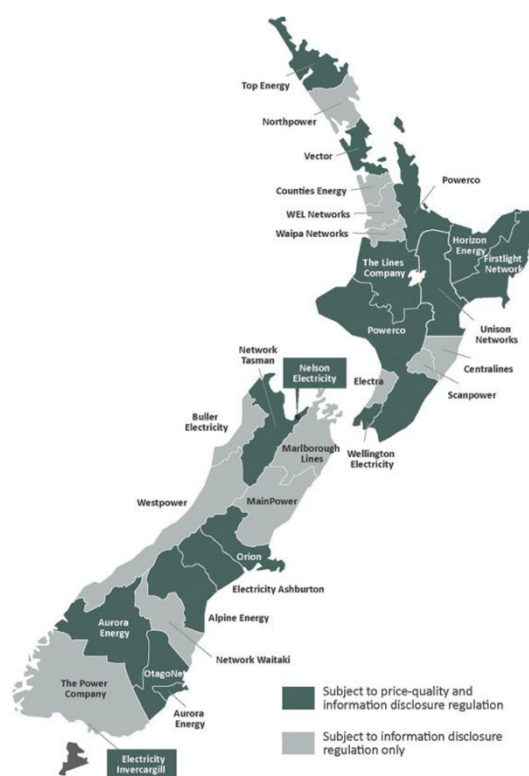 Top Energy
Northpower
Vector
Counties Energy
WEL Networks
Waipa Networks
Powerco
The Lines
Company
Horizon
Energy
Firstlight
Network
Powerco
Unison
Networks
Centralines
Scanpower
Electra
Wellington
Electricity
Network
Tasman
Nelson
Electricity
Buller
Electricity
Marlborough
Lines
Westpower
MainPower
Orion
Electricity Ashburton
Alpine Energy
Aurora
Energy
Network Waitaki
OtagoNet
The Power
Company
Aurora
Energy
Electricity
Invercargill
Subject to price-quality and
information disclosure regulation
Subject to information disclosure
regulation only